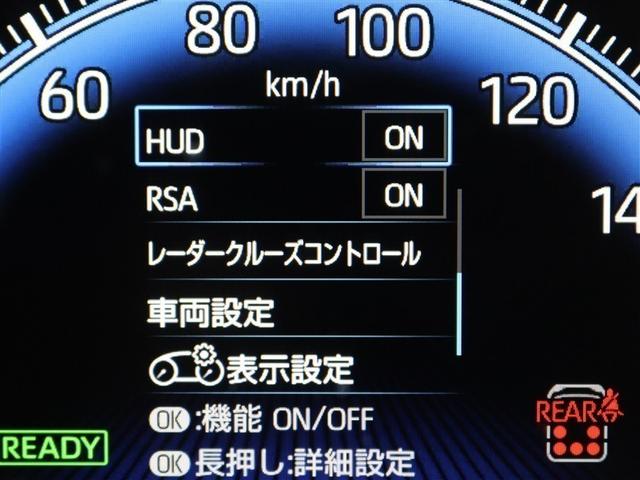 80 100
60 120
km/h
14
HUD ON
RSA ON
レーダークルーズコントロール
車両設定
表示設定
OK:機能 ON/OFF
OK長押し:詳細設定
READY
REAR